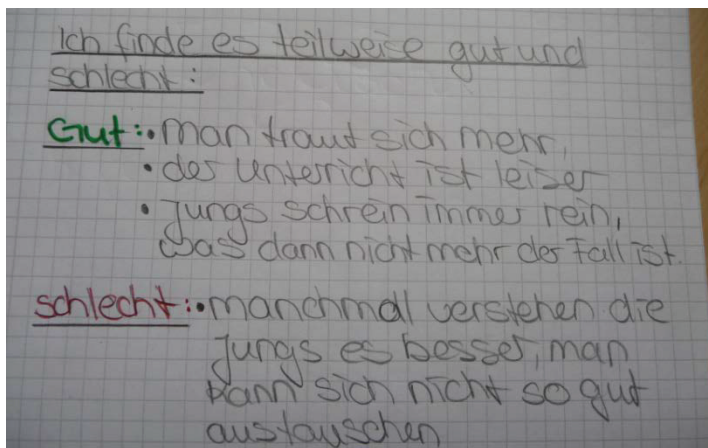 Ich finde es teilweise gut und
schlecht:
Gut: • man traut sich mehr,
• der Unterricht ist leiser
• Jungs schrein immer rein,
was dann nicht mehr der Fall ist.
schlecht: • manchmal verstehen die
Jungs es besser, man
kann sich nicht so gut
austauschen